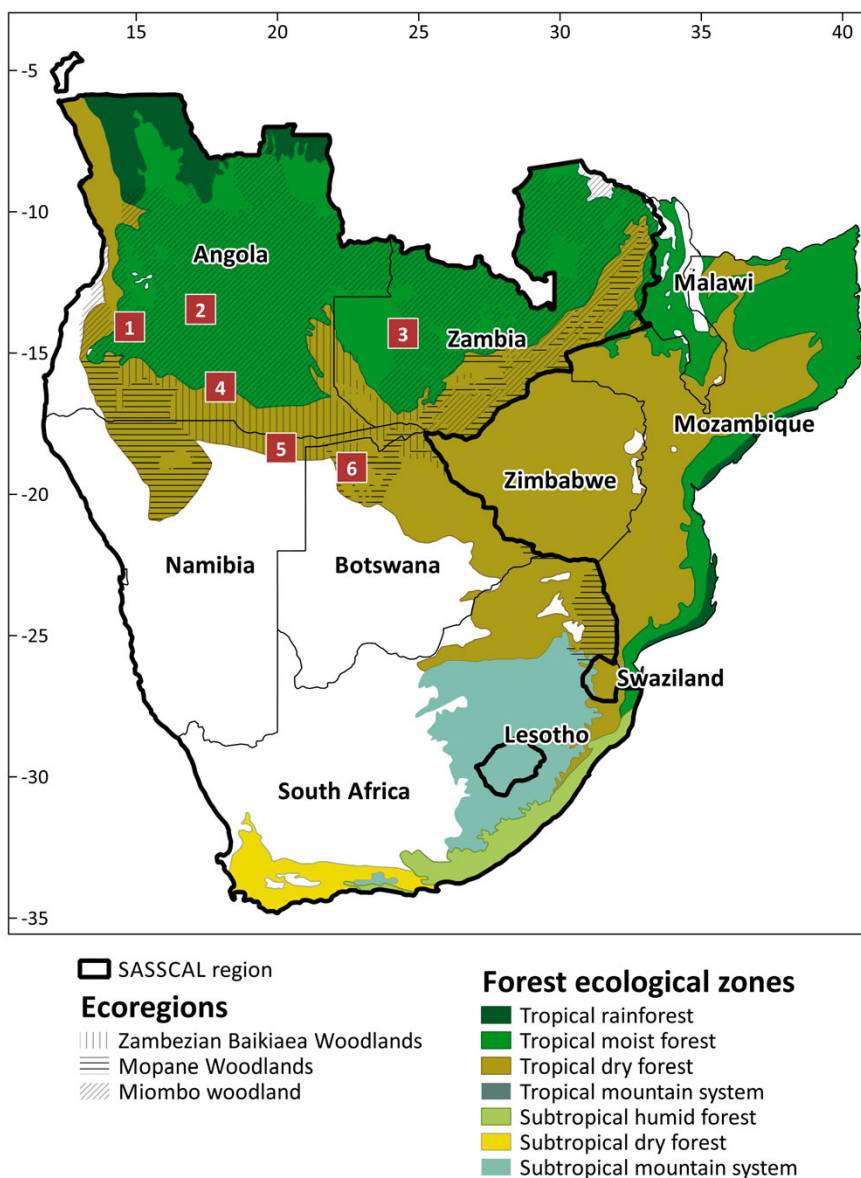 15 20 25 30 35 40
-5
-10
Angola
Malawi
1
2
3
Zambia
-15
4
Mozambique
5
6
Zimbabwe
-20
Namibia
Botswana
-25
Swaziland
Lesotho
South Africa
-30
-35
SASSCAL region
Ecoregions
Zambezian Baikiaea Woodlands
Mopane Woodlands
Miombo woodland
Forest ecological zones
Tropical rainforest
Tropical moist forest
Tropical dry forest
Tropical mountain system
Subtropical humid forest
Subtropical dry forest
Subtropical mountain system